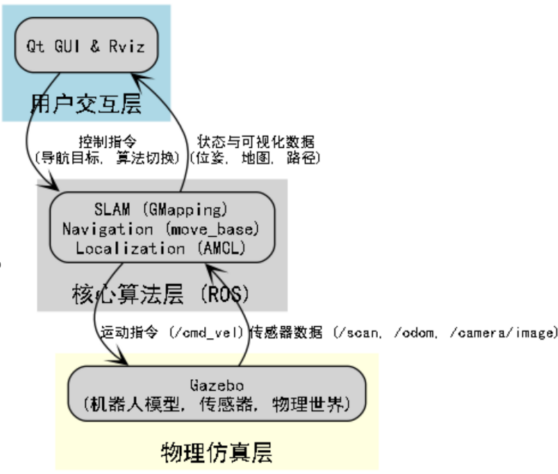 Qt GUI & Rviz
用户交互层
控制指令
(导航目标, 算法切换)
状态与可视化数据
(位姿, 地图, 路径)
SLAM (GMapping)
Navigation (move_base)
Localization (AMCL)
核心算法层 (ROS)
运动指令 (/cmd_vel)
传感器数据 (/scan, /odom, /camera/image)
Gazebo
(机器人模型, 传感器, 物理世界)
物理仿真层